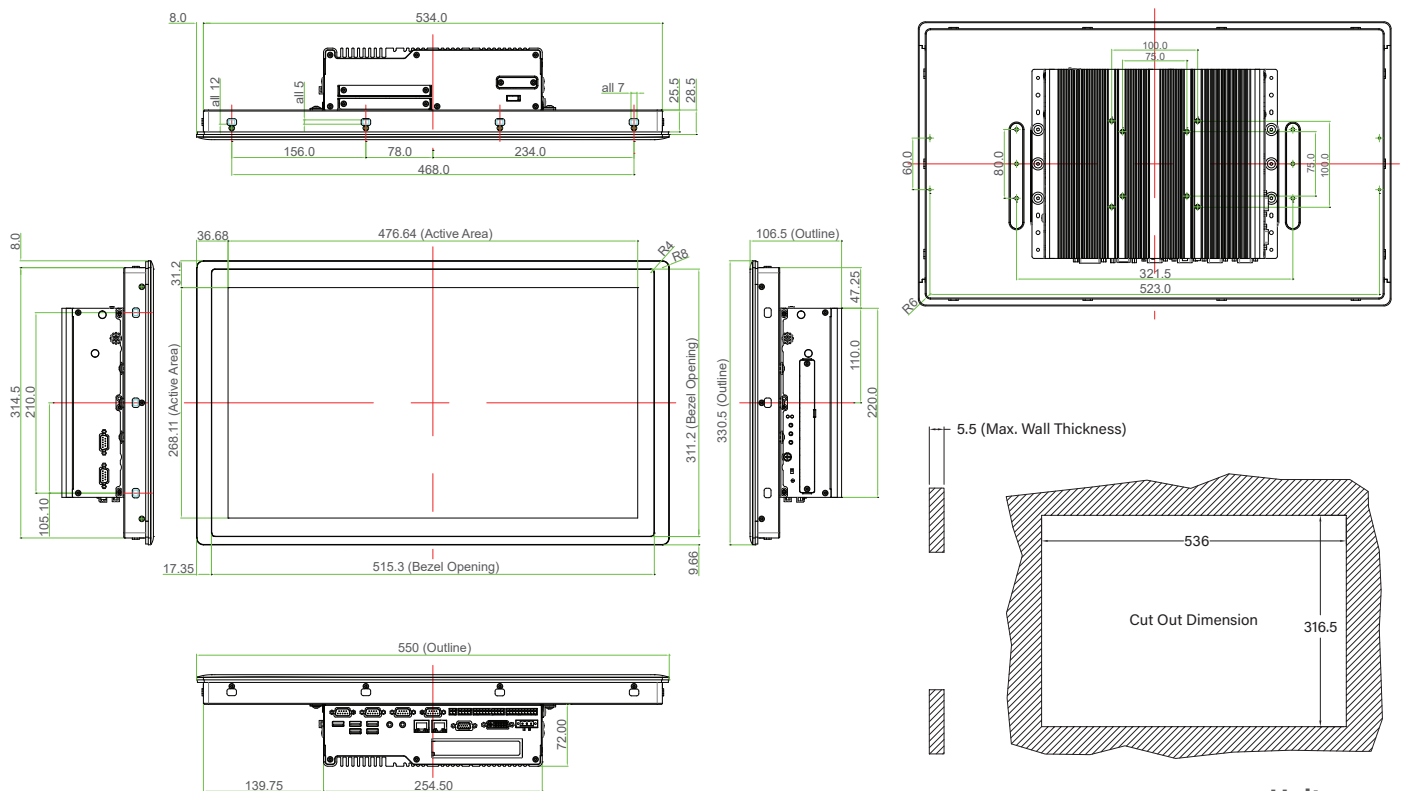 8.0
534.0
all 12
all 5
all 7
25.5
28.5
156.0
78.0
234.0
468.0
100.0
75.0
60.0
80.0
75.0
100.0
321.5
523.0
R6
8.0
36.68
476.64 (Active Area)
R4
R8
31.2
314.5
210.0
105.10
268.11 (Active Area)
311.2 (Bezel Opening)
330.5 (Outline)
17.35
515.3 (Bezel Opening)
9.66
106.5 (Outline)
47.25
110.0
220.0
5.5 (Max. Wall Thickness)
536
Cut Out Dimension
316.5
550 (Outline)
72.00
139.75
254.50